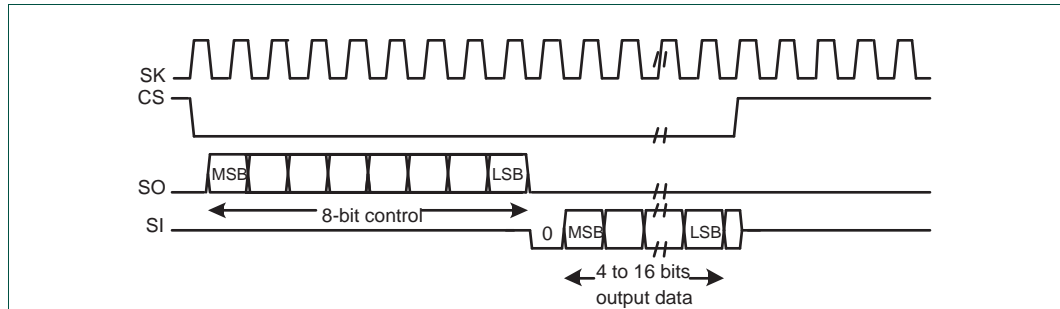 SK
CS
SO
MSB
LSB
8-bit control
SI
0
MSB
LSB
4 to 16 bits
output data